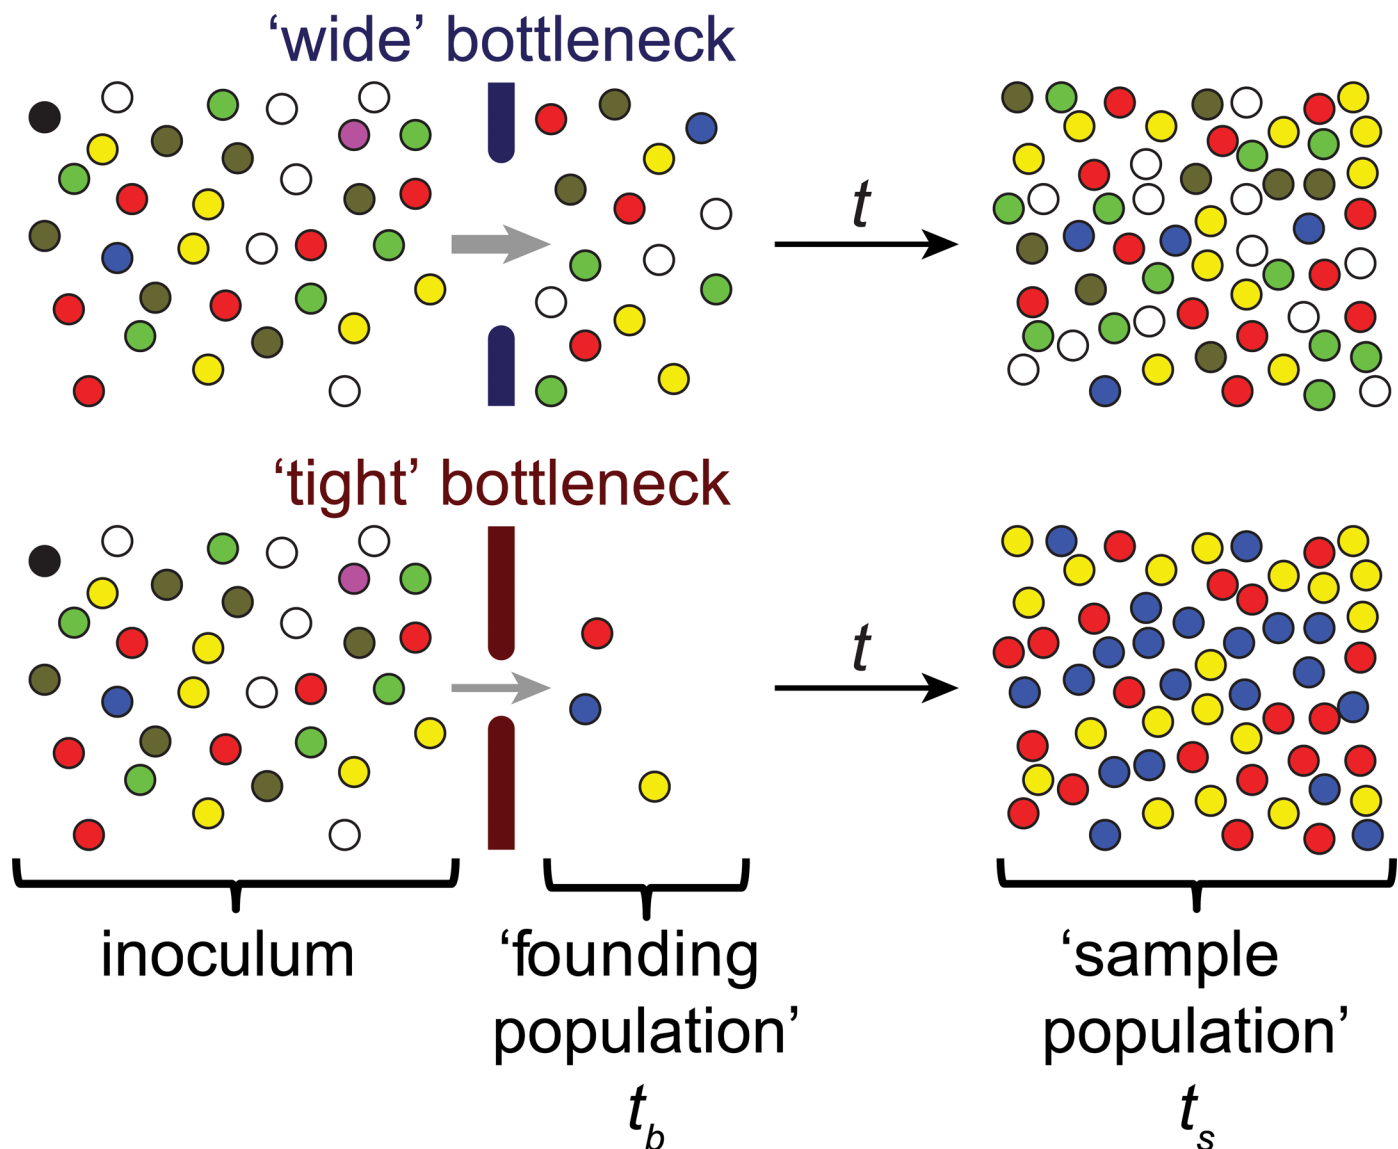 ‘wide’ bottleneck
t
‘tight’ bottleneck
t
inoculum
‘founding
population’
t_b
‘sample
population’
t_s